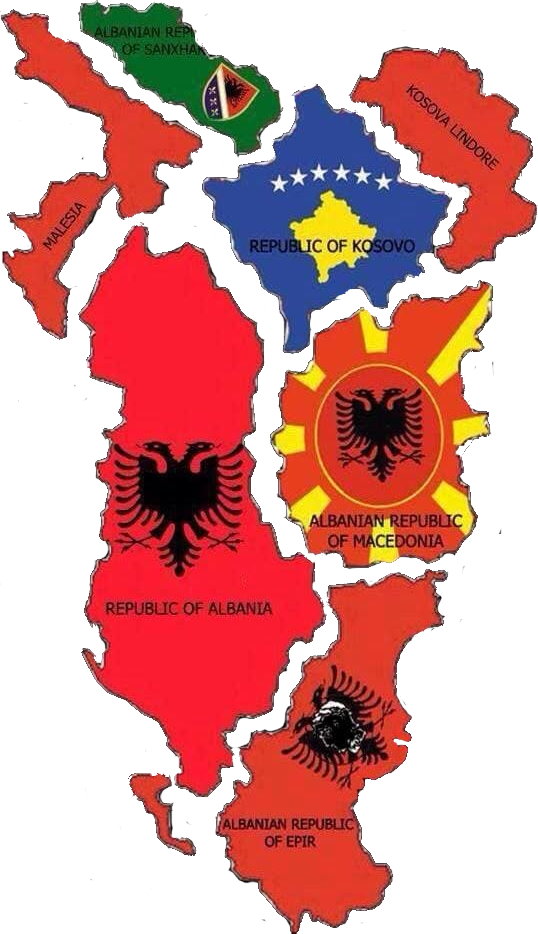 ALBANIAN REP
OF SANXHAK
KOSOVA LINDORE
MALESIA
REPUBLIC OF KOSOVO
ALBANIAN REPUBLIC
OF MACEDONIA
REPUBLIC OF ALBANIA
ALBANIAN REPUBLIC
OF EPIR